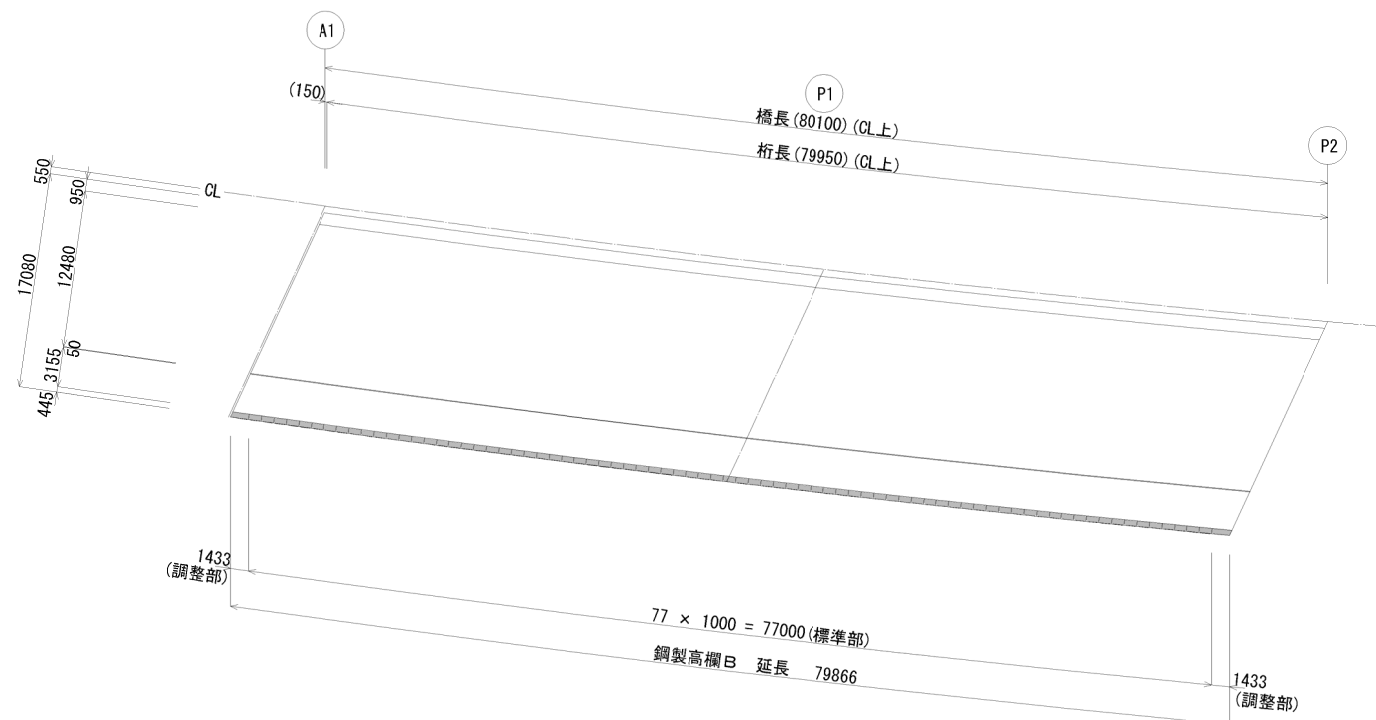 A1
P1
P2
(150)
橋長(80100)(CL上)
桁長(79950)(CL上)
CL
550
950
17080
12480
50
3155
445
1433
(調整部)
77 × 1000 = 77000(標準部)
鋼製高欄B 延長 79866
1433
(調整部)